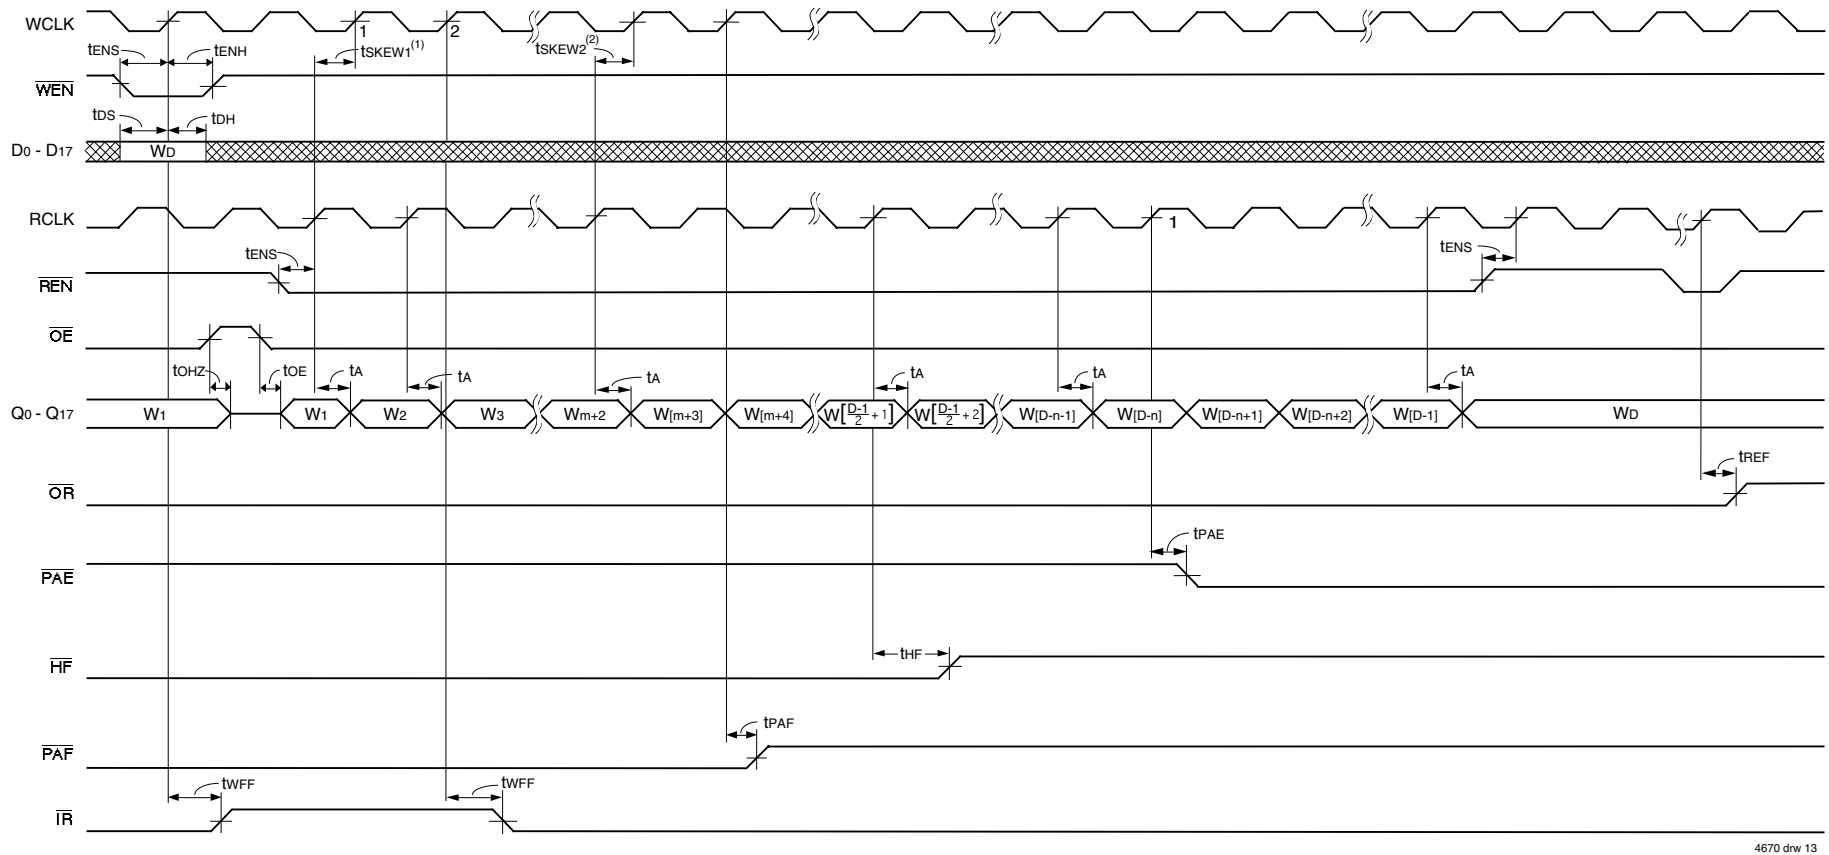 WCLK
1
2
tENS
tENH
tSKEW1(1)
tSKEW2(2)
WEN
tDS
tDH
D0 - D17
WD
RCLK
1
tENS
tENS
REN
OE
tOHZ
tOE
tA
tA
tA
tA
tA
tA
Q0 - Q17
W1
W1
W2
W3
Wm+2
W[m+3]
W[m+4]
W[D-1/2 + 1]
W[D-1/2 + 2]
W[D-n-1]
W[D-n]
W[D-n+1]
W[D-n+2]
W[D-1]
WD
tREF
OR
tPAE
PAE
tHF
HF
tPAF
PAF
tWFF
tWFF
IR
4670 drw 13